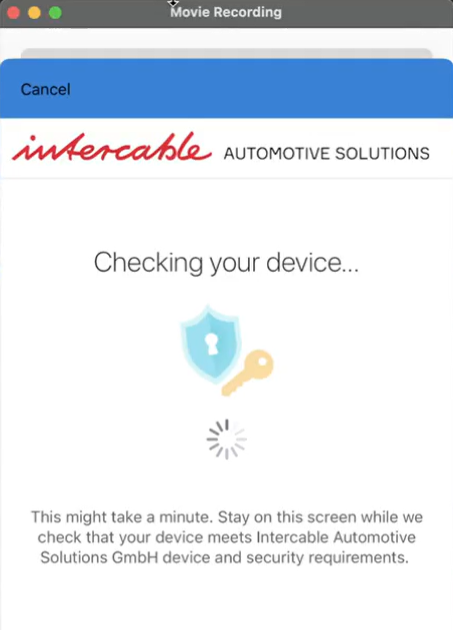 Movie Recording
Cancel
intercable AUTOMOTIVE SOLUTIONS
Checking your device...
This might take a minute. Stay on this screen while we
check that your device meets Intercable Automotive
Solutions GmbH device and security requirements.